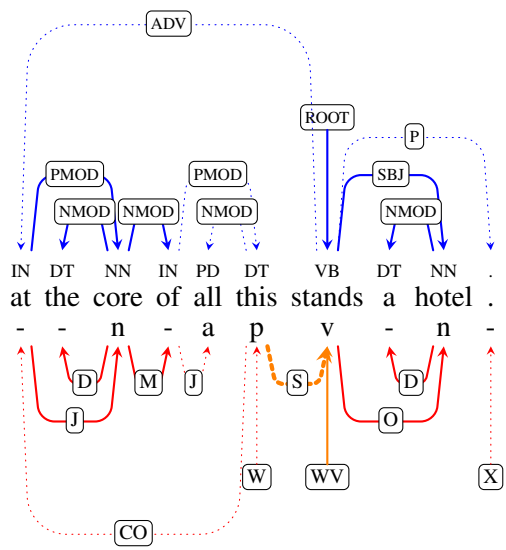 ADV
ROOT
P
PMOD PMOD SBJ
NMOD NMOD NMOD NMOD
IN DT NN IN PD DT VB DT NN .
at the core of all this stands a hotel .
- - n - a p v - n -
D M J S D
J O
W WV X
CO